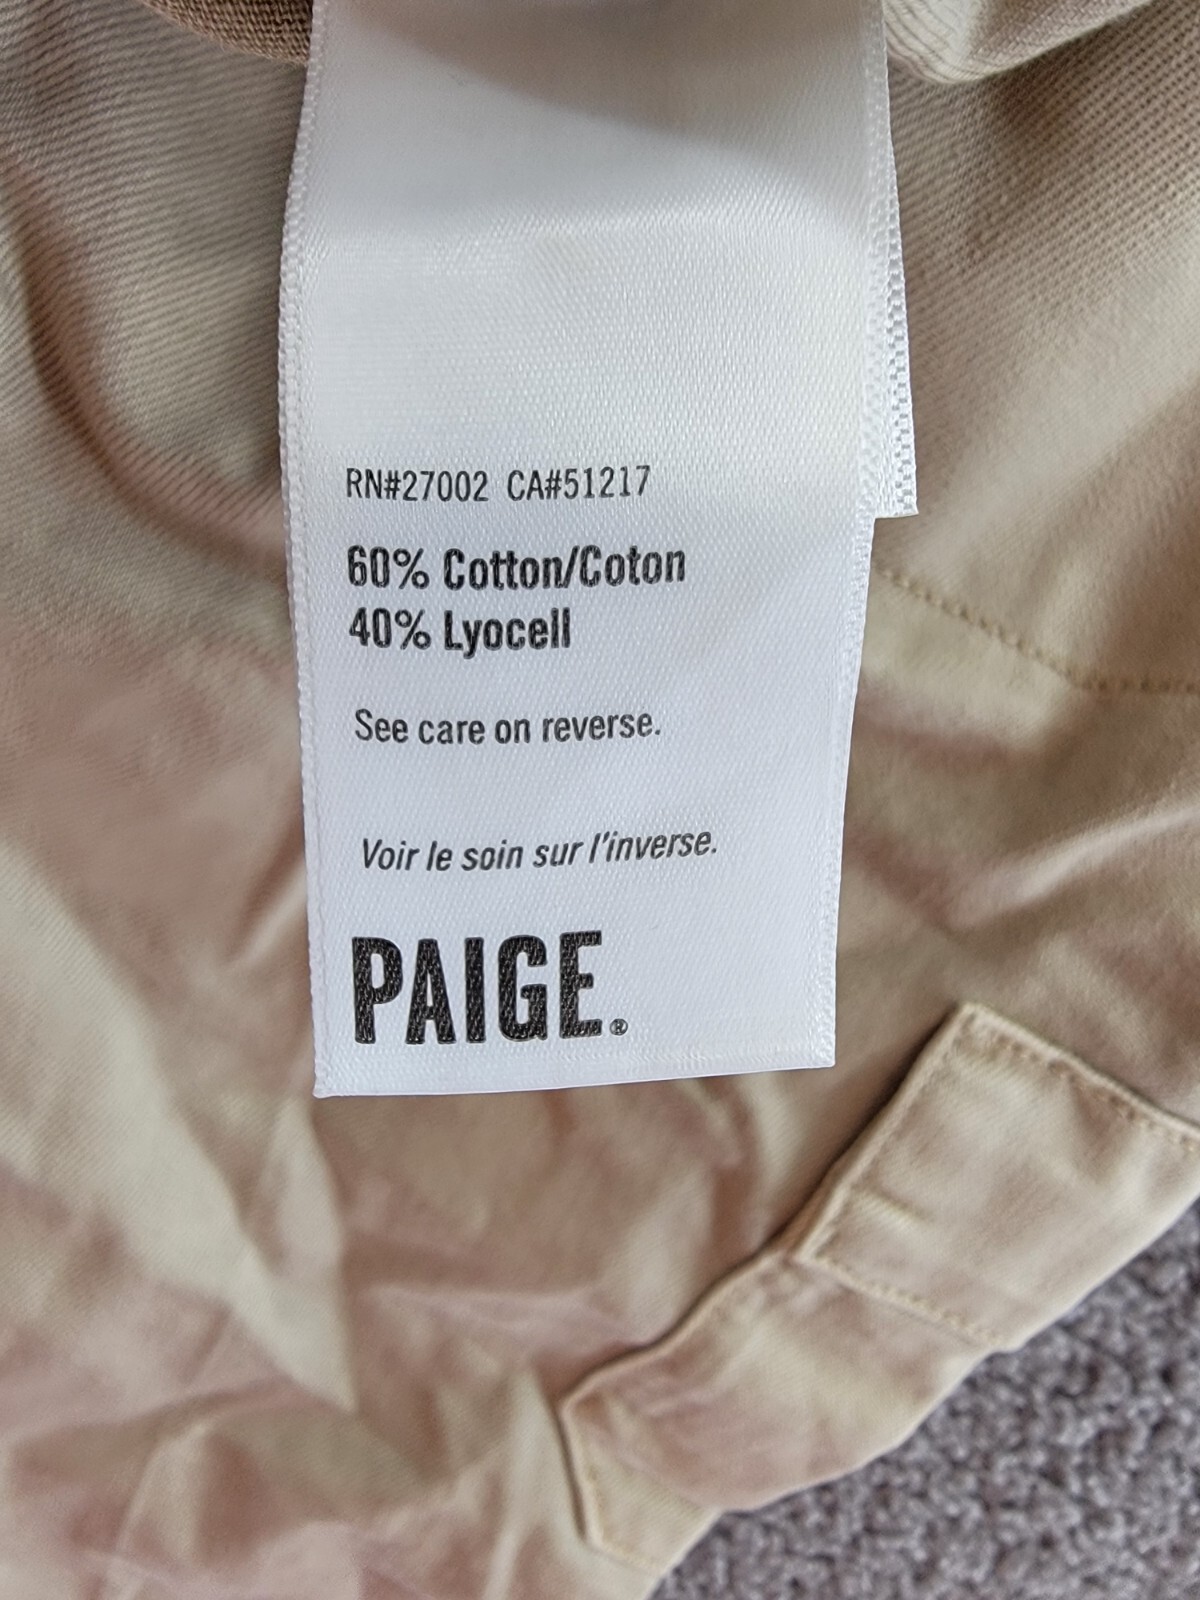 RN#27002 CA#51217
60% Cotton/Coton
40% Lyocell
See care on reverse.
Voir le soin sur l'inverse.
PAIGE.®